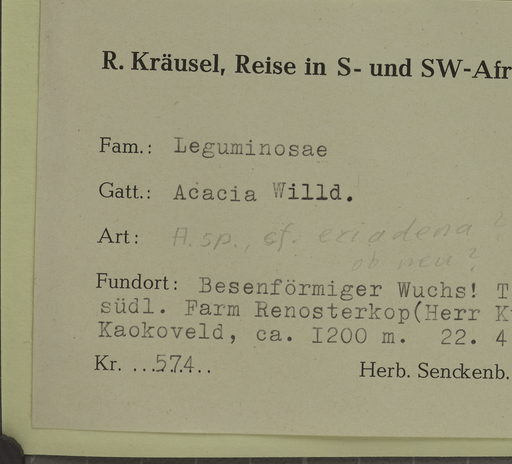 R. Kräusel, Reise in S- und SW-Afr
Fam.: Leguminosae
Gatt.: Acacia Willd.
Art: A. sp., cf. eriadena?
ob neu?
Fundort: Besenförmiger Wuchs! T
südl. Farm Renosterkop(Herr K
Kaokoveld, ca. I200 m. 22. 4
Kr. ...574.. Herb. Senckenb.